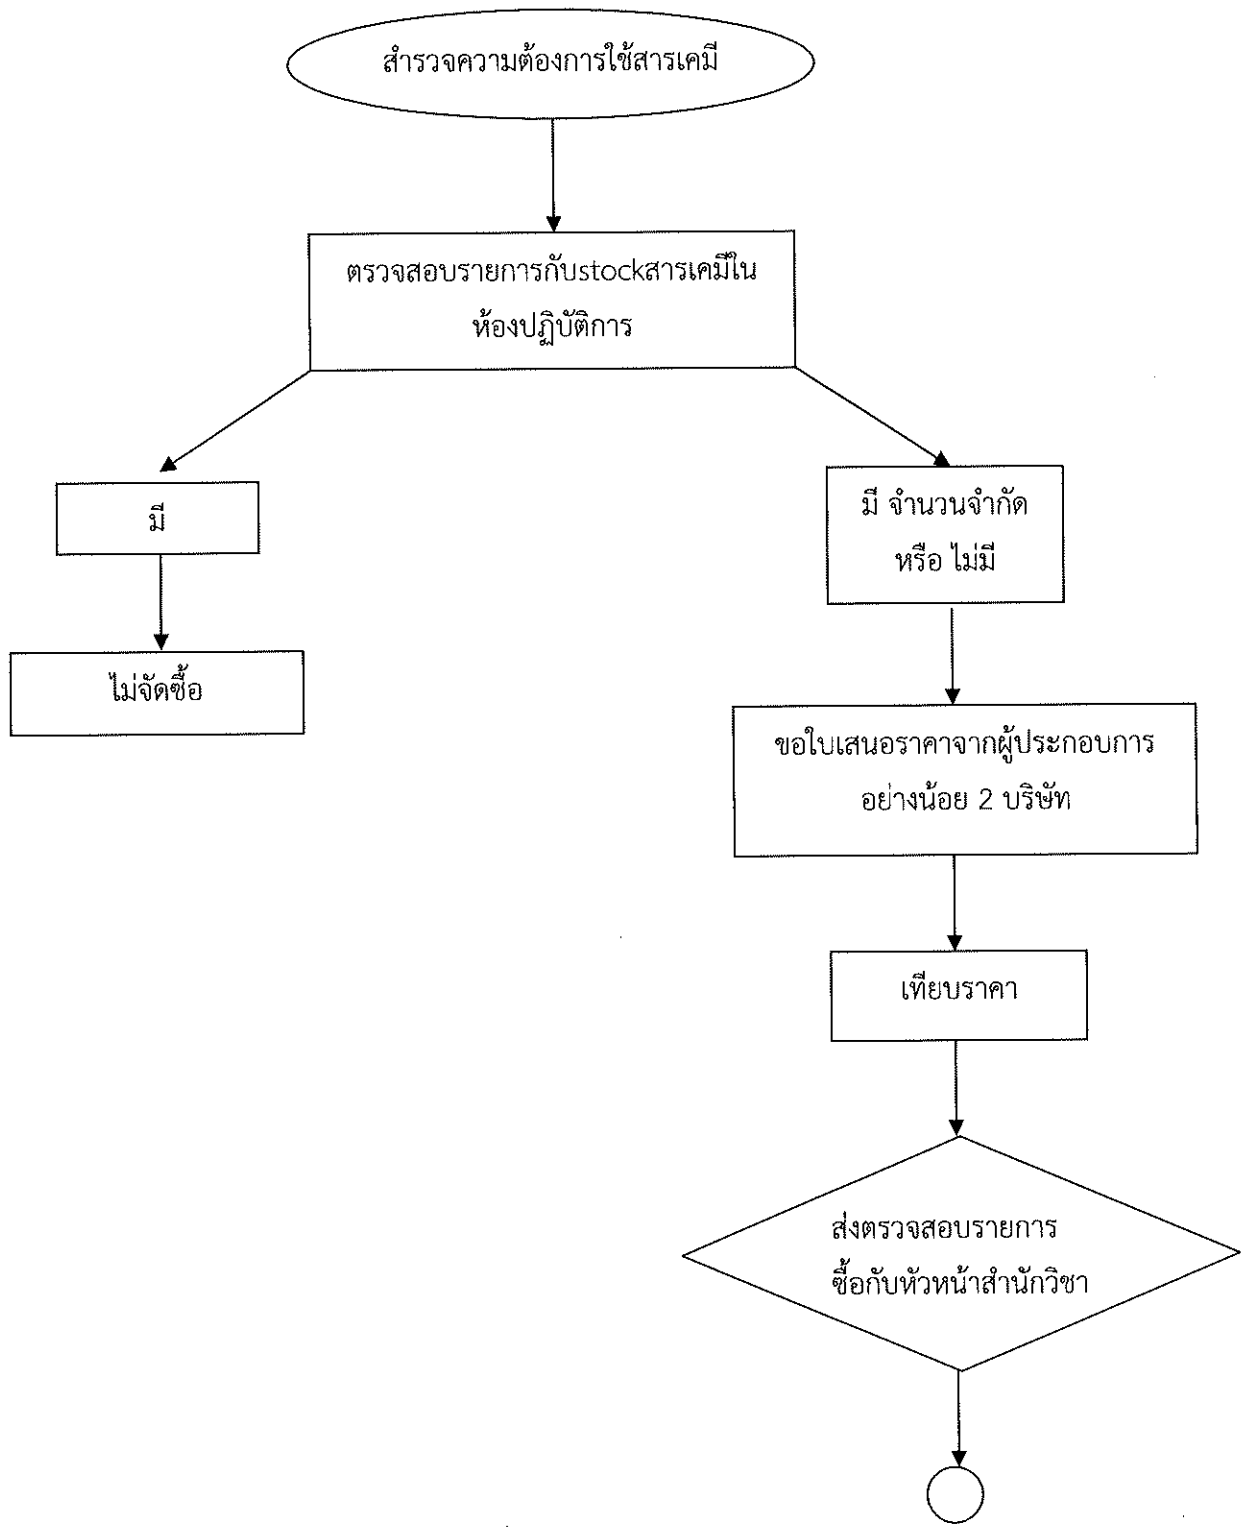 สำรวจความต้องการใช้สารเคมี
ตรวจสอบรายการกับstockสารเคมีใน
ห้องปฏิบัติการ
มี
มี จำนวนจำกัด
หรือ ไม่มี
ไม่จัดซื้อ
ขอใบเสนอราคาจากผู้ประกอบการ
อย่างน้อย 2 บริษัท
เทียบราคา
ส่งตรวจสอบรายการ
ซื้อกับหัวหน้าสำนักวิชา